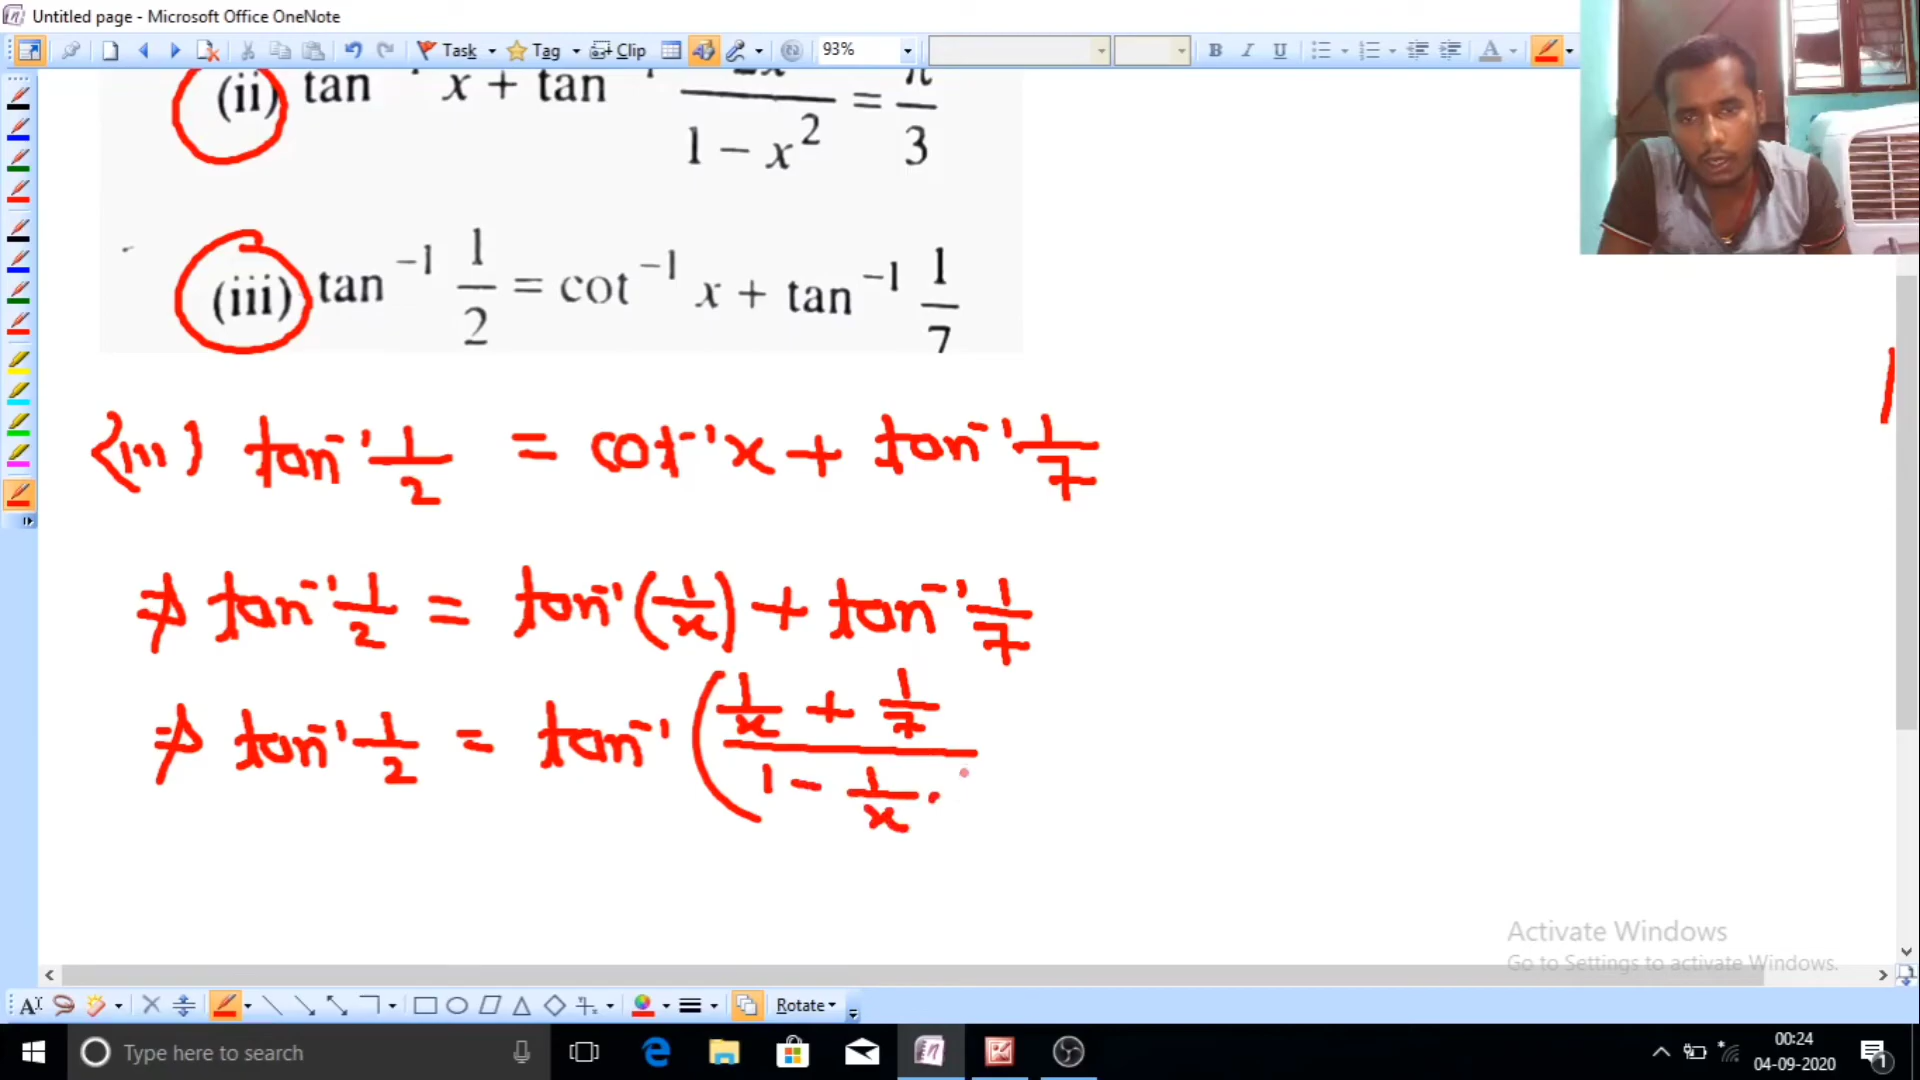 Untitled page - Microsoft Office OneNote
Task Tag Clip 93% B I U A
(ii) tan x + tan 1 - x² = π/3
(iii) tan⁻¹ 1/2 = cot⁻¹ x + tan⁻¹ 1/7
(iii) tan⁻¹ 1/2 = cot⁻¹x + tan⁻¹ 1/7
⇒ tan⁻¹ 1/2 = tan⁻¹(1/x) + tan⁻¹ 1/7
⇒ tan⁻¹ 1/2 = tan⁻¹ ( (1/x + 1/7) / (1 - 1/x ·
Activate Windows
Go to Settings to activate Windows.
Rotate
Type here to search
00:24
04-09-2020
1